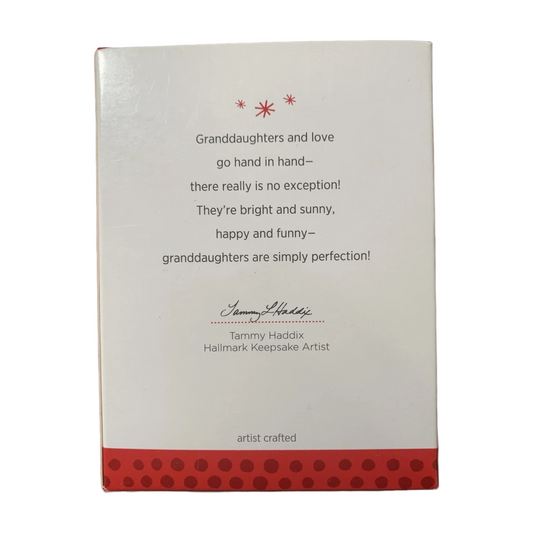 Granddaughters and love
go hand in hand—
there really is no exception!
They're bright and sunny,
happy and funny—
granddaughters are simply perfection!
Tammy L Haddix
Tammy Haddix
Hallmark Keepsake Artist
artist crafted